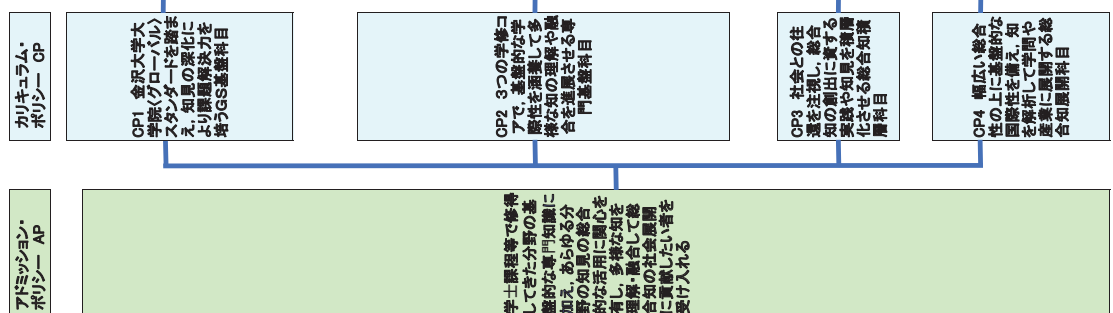 カリキュラム・
ポリシー CP
CP1 金沢大学大
学院<グローバル>
スタンダードを踏ま
え，知見の深化に
より課題解決力を
培うGS基盤科目
CP2 3つの学修コ
アで，基盤的な学
際性を涵養して多
様な知の理解や融
合を進展させる専
門基盤科目
CP3 社会との往
還を注視し，総合
知の創出に資する
実践や知見を積層
化させる総合知積
層科目
CP4 幅広い総合
性の上に基盤的な
国際性を備え，知
を解析して学問や
産業に展開する総
合知展開科目
アドミッション・
ポリシー AP
学士課程等で修得
してきた分野の基
盤的な専門知識に
加え，あらゆる分
野の知見の総合
的な活用に関心を
有し，多様な知を
理解・融合して総
合知の社会展開
に貢献したい者を
受け入れる